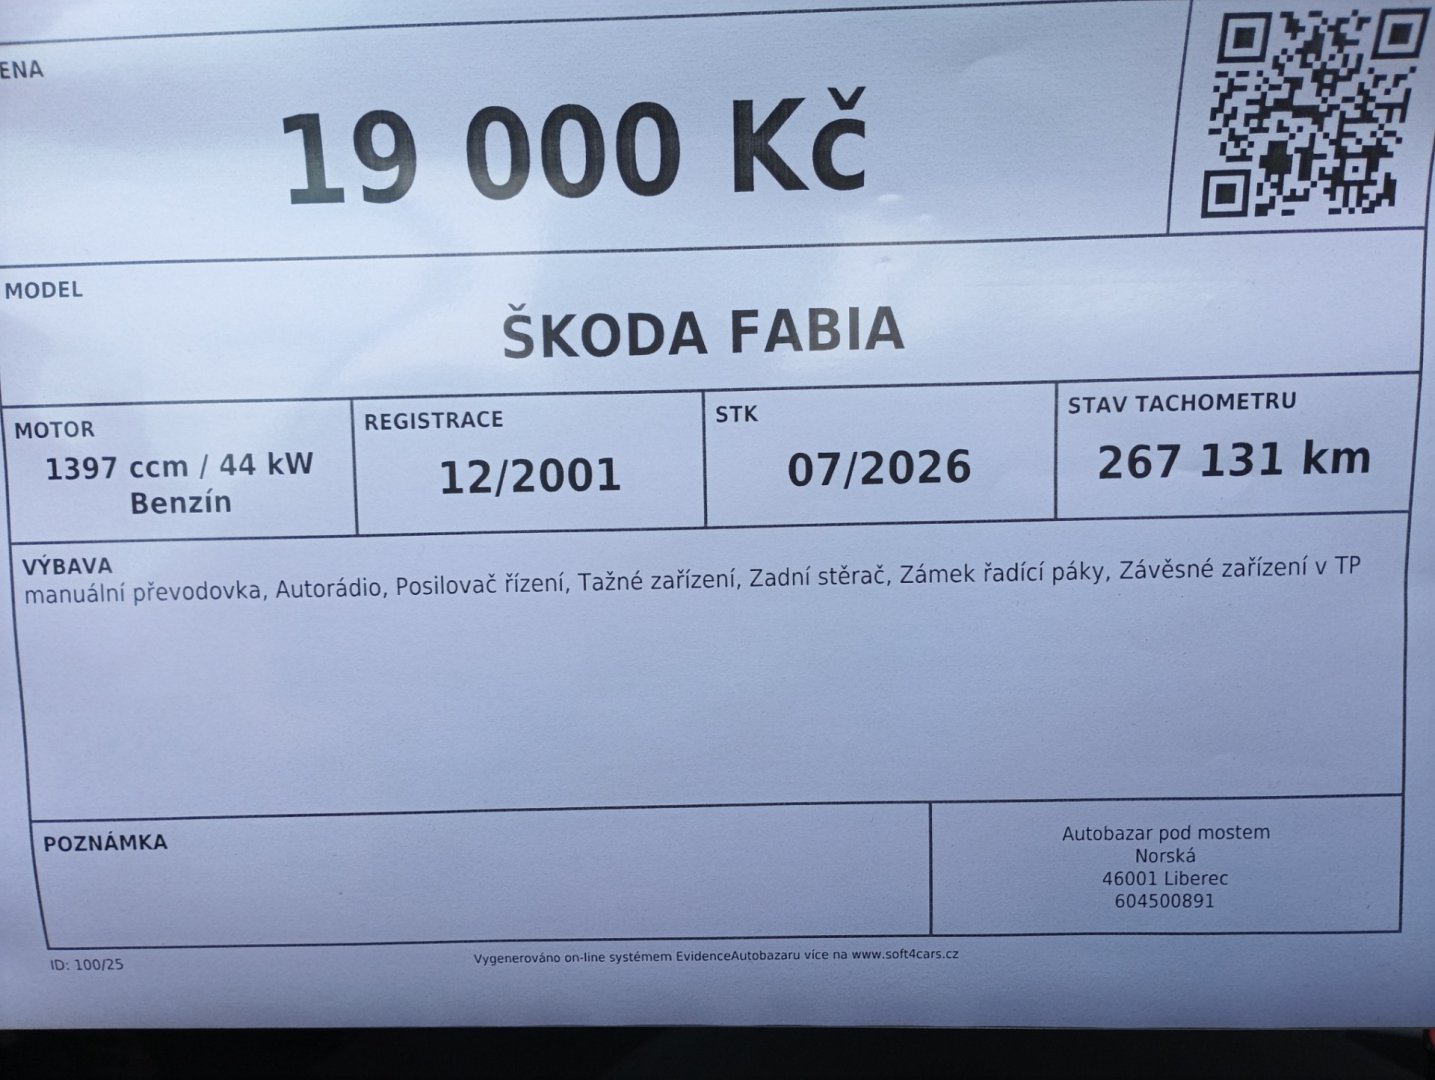 ENA
19 000 Kč
MODEL
ŠKODA FABIA
MOTOR
1397 ccm / 44 kW
Benzín
REGISTRACE
12/2001
STK
07/2026
STAV TACHOMETRU
267 131 km
VÝBAVA
manuální převodovka, Autorádio, Posilovač řízení, Tažné zařízení, Zadní stěrač, Zámek řadící páky, Závěsné zařízení v TP
POZNÁMKA
Autobazar pod mostem
Norská
46001 Liberec
604500891
ID: 100/25
Vygenerováno on-line systémem EvidenceAutobazaru více na www.soft4cars.cz